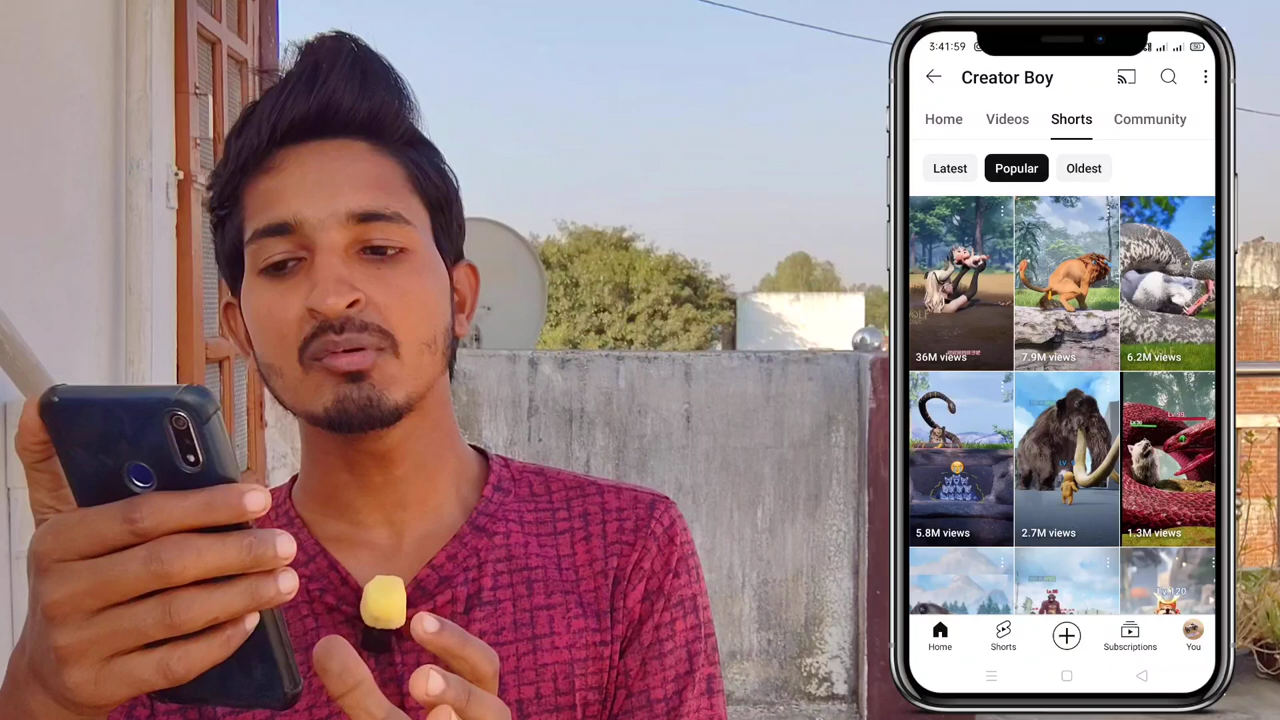 3:41:59
Creator Boy
Home Videos Shorts Community
Latest Popular Oldest
36M views 7.9M views 6.2M views
5.8M views 2.7M views 1.3M views
Home Shorts Subscriptions You